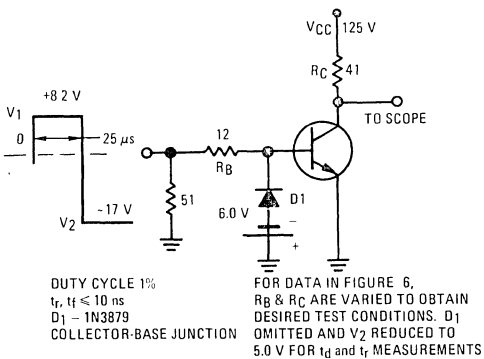 VCC 125 V
RC 41
TO SCOPE
+8 2 V
V1
0
25 µs
12
RB
51
D1
6.0 V
−
+
V2
-17 V
DUTY CYCLE 1%
tr, tf ⩽ 10 ns
D1 – 1N3879
COLLECTOR-BASE JUNCTION
FOR DATA IN FIGURE 6,
RB & RC ARE VARIED TO OBTAIN
DESIRED TEST CONDITIONS. D1
OMITTED AND V2 REDUCED TO
5.0 V FOR td and tr MEASUREMENTS